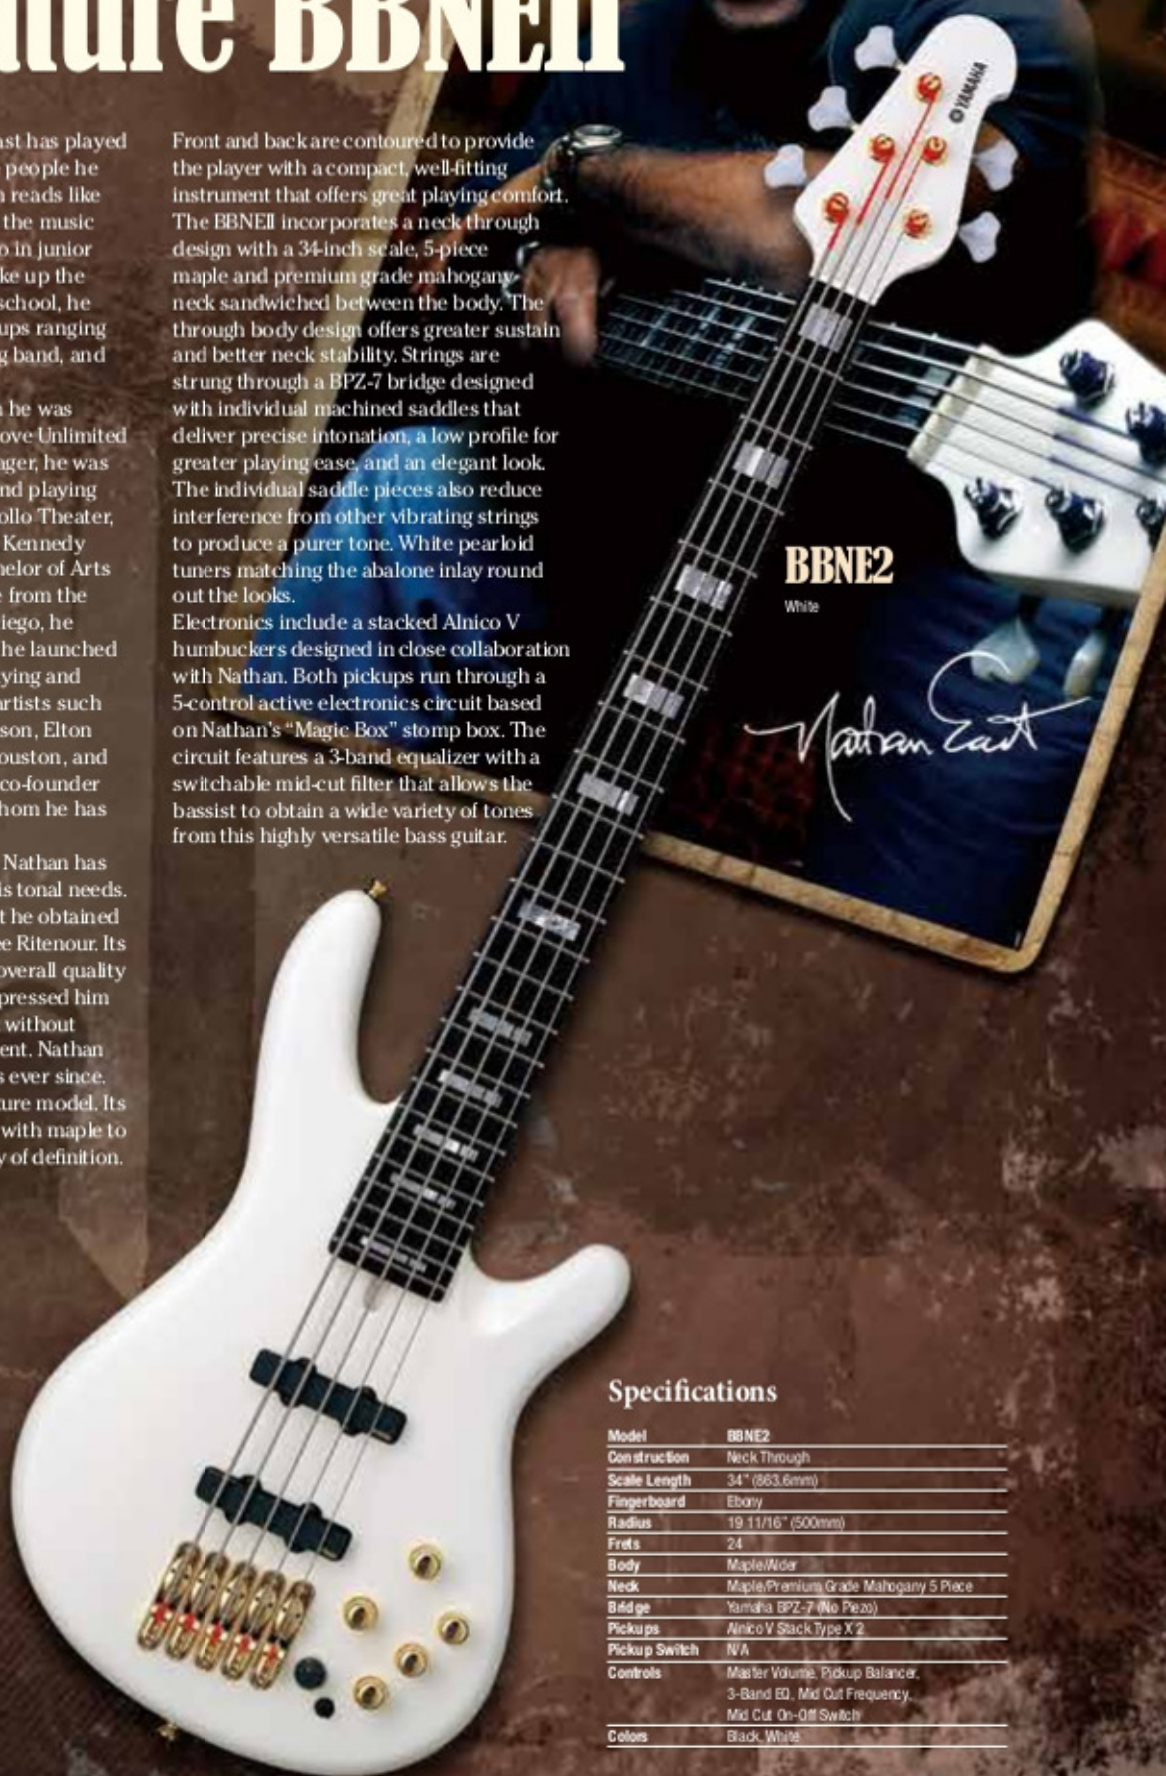 ature BBNEII
ast has played
people he
reads like
the music
o in junior
ke up the
school, he
ups ranging
g band, and
he was
ove Unlimited
ager, he was
nd playing
ollo Theater,
Kennedy
helor of Arts
e from the
iego, he
he launched
ying and
artists such
son, Elton
ouston, and
co-founder
hom he has
Nathan has
is tonal needs.
t he obtained
ee Ritenour. Its
overall quality
pressed him
without
ent. Nathan
s ever since.
ture model. Its
with maple to
y of definition.
Front and back are contoured to provide
the player with a compact, well-fitting
instrument that offers great playing comfort.
The BBNEII incorporates a neck through
design with a 34-inch scale, 5-piece
maple and premium grade mahogany
neck sandwiched between the body. The
through body design offers greater sustain
and better neck stability. Strings are
strung through a BPZ-7 bridge designed
with individual machined saddles that
deliver precise intonation, a low profile for
greater playing ease, and an elegant look.
The individual saddle pieces also reduce
interference from other vibrating strings
to produce a purer tone. White pearloid
tuners matching the abalone inlay round
out the looks.
Electronics include a stacked Alnico V
humbuckers designed in close collaboration
with Nathan. Both pickups run through a
5-control active electronics circuit based
on Nathan's “Magic Box” stomp box. The
circuit features a 3-band equalizer with a
switchable mid-cut filter that allows the
bassist to obtain a wide variety of tones
from this highly versatile bass guitar.
YAMAHA
BBNE2
White
Nathan East
Specifications
Model BBNE2
Construction Neck Through
Scale Length 34" (863.6mm)
Fingerboard Ebony
Radius 19 11/16" (500mm)
Frets 24
Body Maple/Alder
Neck Maple/Premium Grade Mahogany 5 Piece
Bridge Yamaha BPZ-7 (No Piezo)
Pickups Alnico V Stack Type X 2
Pickup Switch N/A
Controls Master Volume, Pickup Balancer,
3-Band EQ, Mid Cut Frequency,
Mid Cut On-Off Switch
Colors Black, White